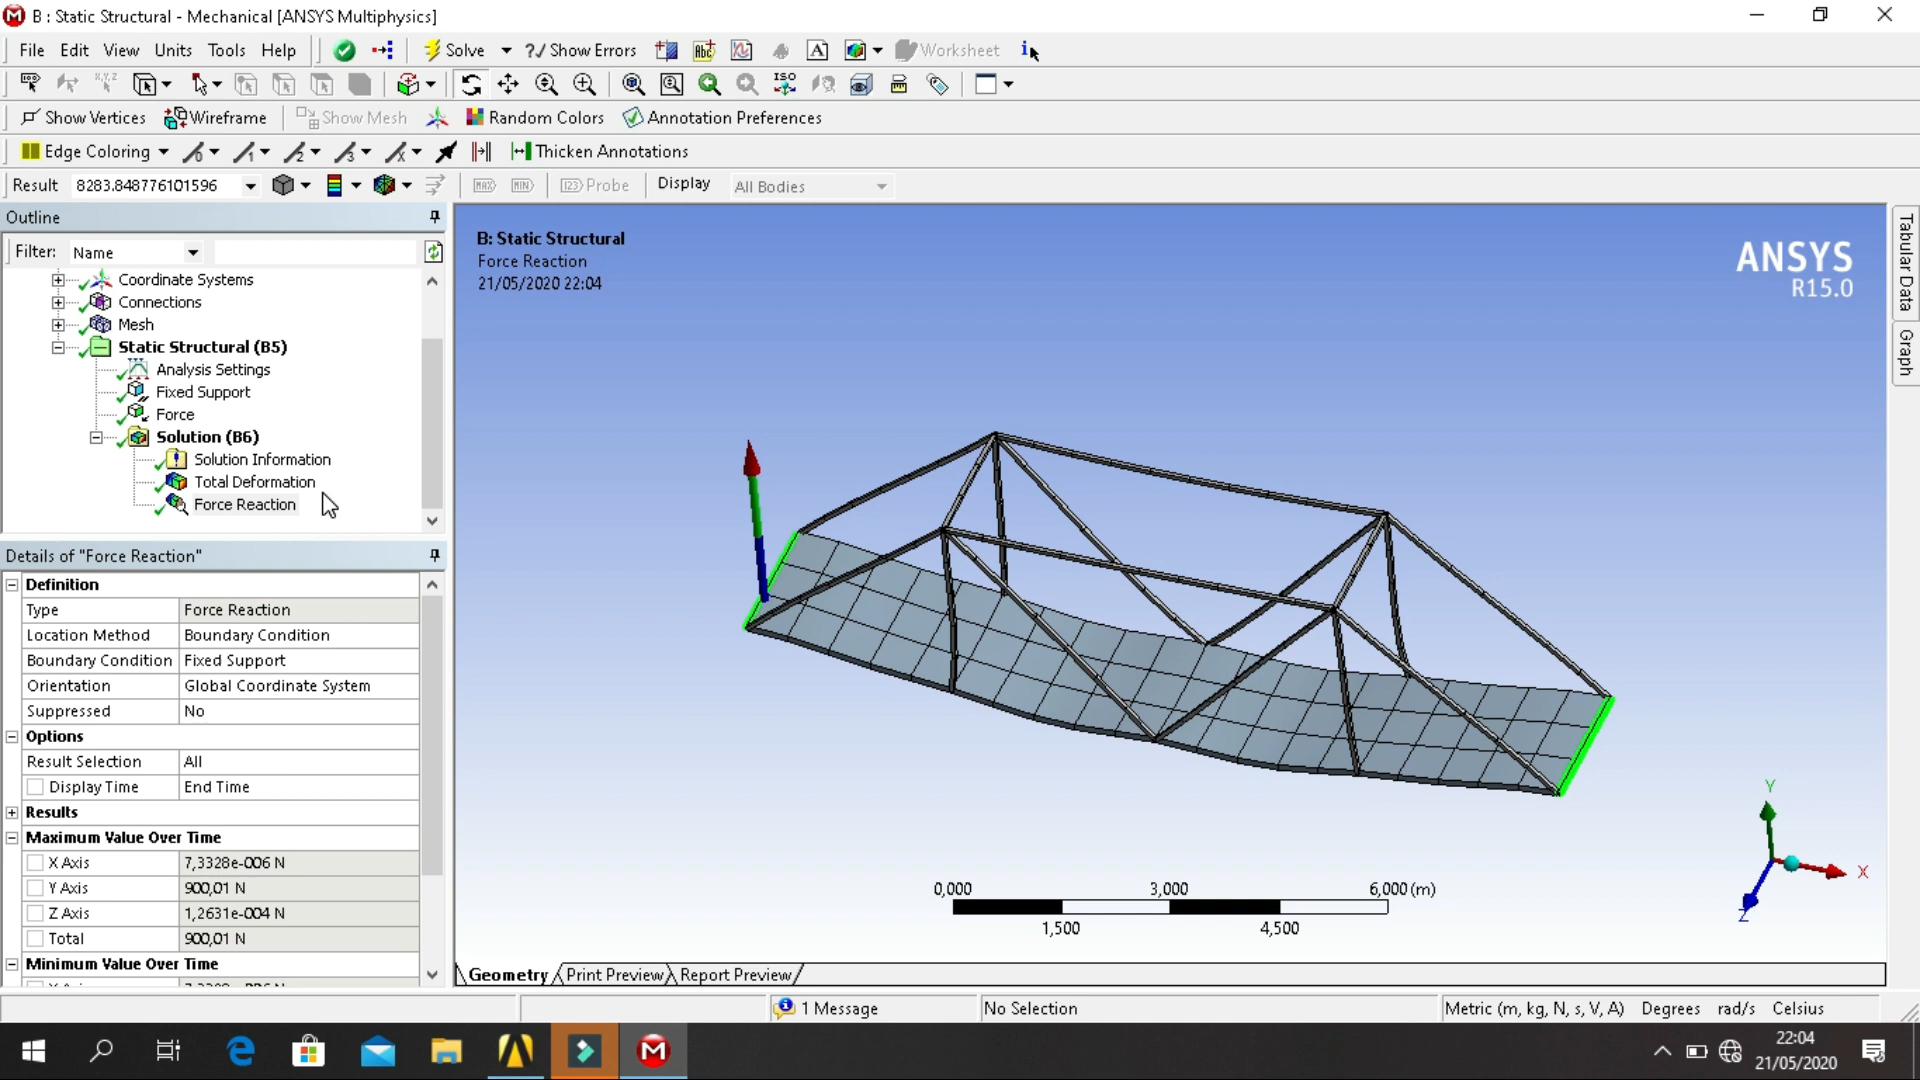 B : Static Structural - Mechanical [ANSYS Multiphysics]
File Edit View Units Tools Help Solve ?/ Show Errors Worksheet
Show Vertices Wireframe Show Mesh Random Colors Annotation Preferences
Edge Coloring Thicken Annotations
Result 8283.848776101596 MAX MIN Probe Display All Bodies
Outline
Filter: Name
Coordinate Systems
Connections
Mesh
Static Structural (B5)
Analysis Settings
Fixed Support
Force
Solution (B6)
Solution Information
Total Deformation
Force Reaction
Details of "Force Reaction"
Definition
Type Force Reaction
Location Method Boundary Condition
Boundary Condition Fixed Support
Orientation Global Coordinate System
Suppressed No
Options
Result Selection All
Display Time End Time
Results
Maximum Value Over Time
X Axis 7,3328e-006 N
Y Axis 900,01 N
Z Axis 1,2631e-004 N
Total 900,01 N
Minimum Value Over Time
B: Static Structural
Force Reaction
21/05/2020 22:04
ANSYS
R15.0
Tabular Data
Graph
0,000 3,000 6,000 (m)
1,500 4,500
Y
X
Z
Geometry Print Preview Report Preview
1 Message No Selection Metric (m, kg, N, s, V, A) Degrees rad/s Celsius
22:04
21/05/2020